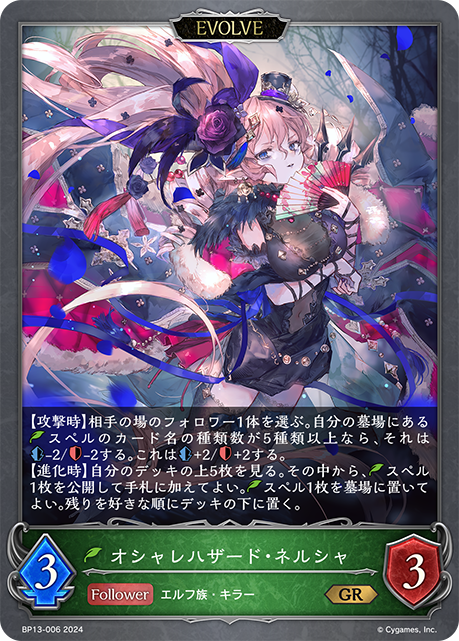 EVOLVE
【攻撃時】相手の場のフォロワー1体を選ぶ。自分の墓場にある
スペルのカード名の種類数が5種類以上なら、それは
-2/-2する。これは+2/+2する。
【進化時】自分のデッキの上5枚を見る。その中から、スペル
1枚を公開して手札に加えてよい。スペル1枚を墓場に置いて
よい。残りを好きな順にデッキの下に置く。
オシャレハザード・ネルシャ
3
Follower
エルフ族・キラー
GR
3
BP13-006 2024
© Cygames, Inc.